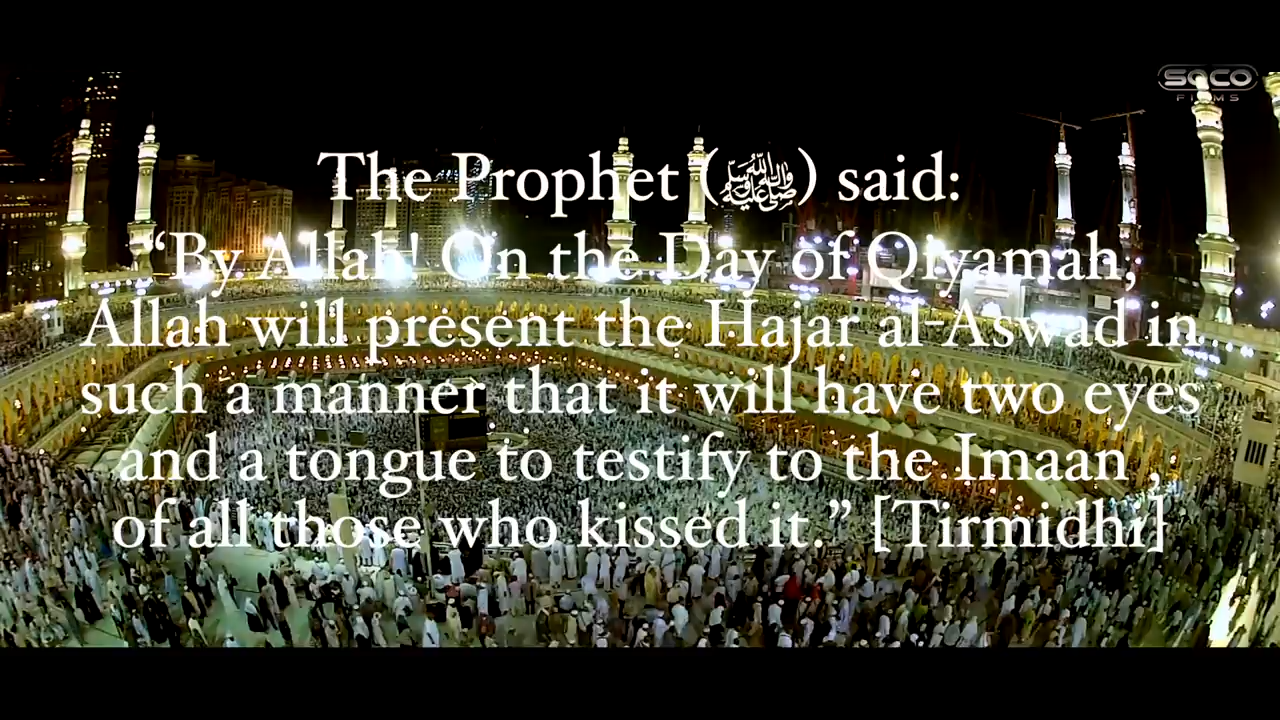 SOCO
FILMS
The Prophet (ﷺ) said:
“By Allah! On the Day of Qiyamah,
Allah will present the Hajar al-Aswad in
such a manner that it will have two eyes
and a tongue to testify to the Imaan ,
of all those who kissed it.” [Tirmidhi]